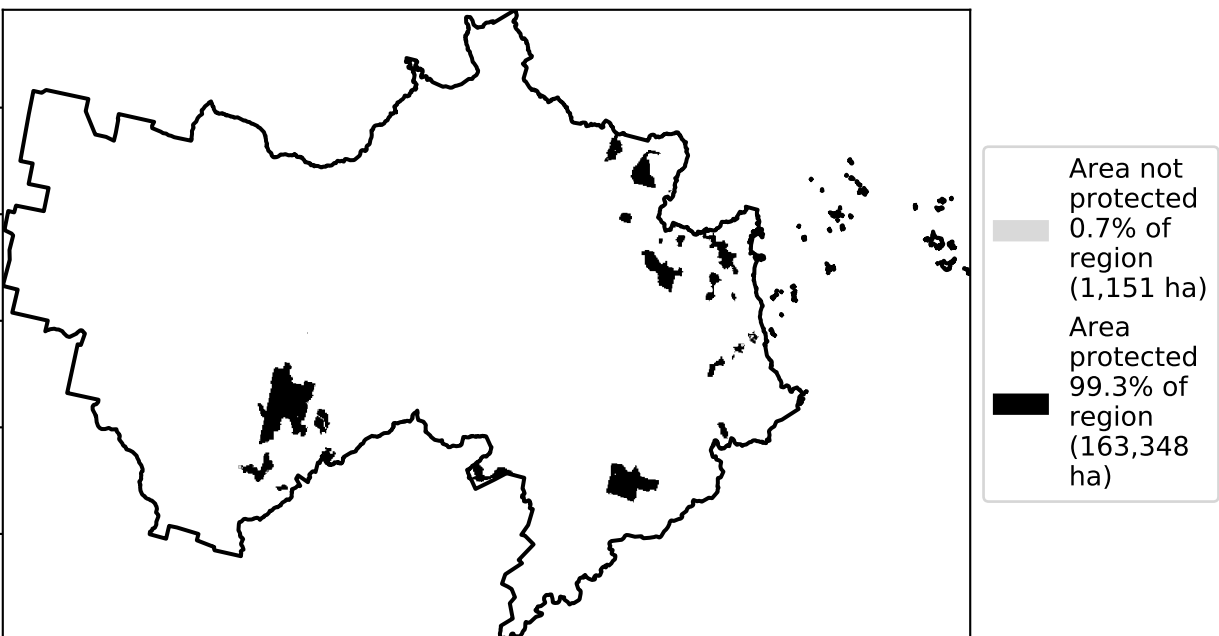 Area not
protected
0.7% of
region
(1,151 ha)
Area
protected
99.3% of
region
(163,348
ha)